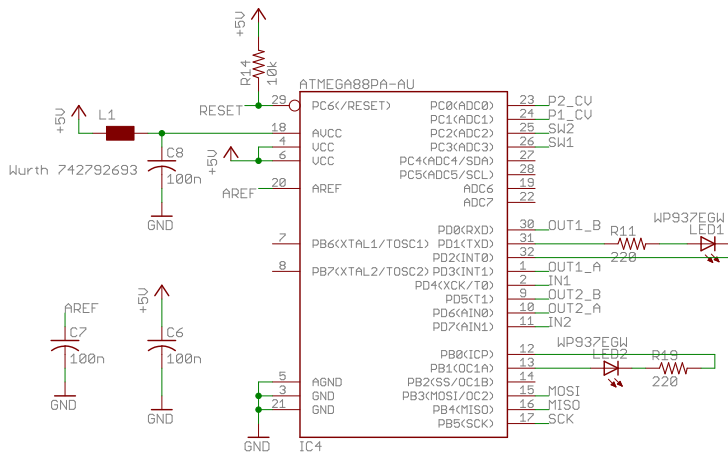 +5V
R14
10k
ATMEGA88PA-AU
RESET
29
PC6(/RESET)
PC0(ADC0)
23
P2_CV
+5V
L1
PC1(ADC1)
24
P1_CV
18
AVCC
PC2(ADC2)
25
SW2
4
VCC
PC3(ADC3)
26
SW1
C8
+5V
6
VCC
PC4(ADC4/SDA)
27
Wurth 742792693
100n
PC5(ADC5/SCL)
28
AREF
20
AREF
ADC6
19
ADC7
22
GND
PD0(RXD)
30
OUT1_B
WP937EGW
R11
LED1
7
PB6(XTAL1/TOSC1)
PD1(TXD)
31
220
PD2(INT0)
32
8
PB7(XTAL2/TOSC2)
PD3(INT1)
1
OUT1_A
PD4(XCK/T0)
2
IN1
PD5(T1)
9
OUT2_B
AREF
+5V
PD6(AIN0)
10
OUT2_A
PD7(AIN1)
11
IN2
C7
100n
C6
100n
WP937EGW
PB0(ICP)
12
LED2
R19
PB1(OC1A)
13
220
5
AGND
PB2(SS/OC1B)
14
3
GND
PB3(MOSI/OC2)
15
MOSI
GND
GND
21
GND
PB4(MISO)
16
MISO
PB5(SCK)
17
SCK
GND
IC4